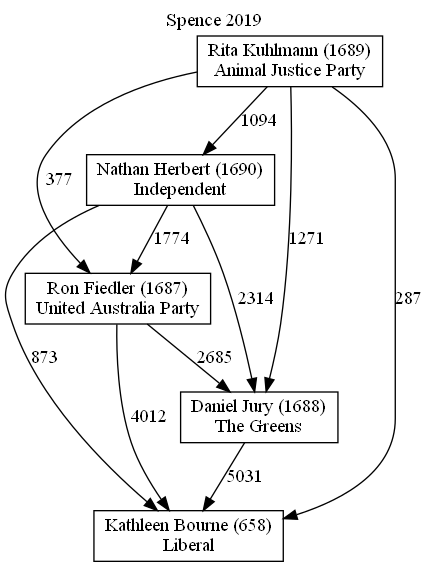 Spence 2019
Rita Kuhlmann (1689)
Animal Justice Party
1094
Nathan Herbert (1690)
Independent
377
1774
1271
Ron Fiedler (1687)
United Australia Party
2314
287
873
2685
Daniel Jury (1688)
The Greens
4012
5031
Kathleen Bourne (658)
Liberal